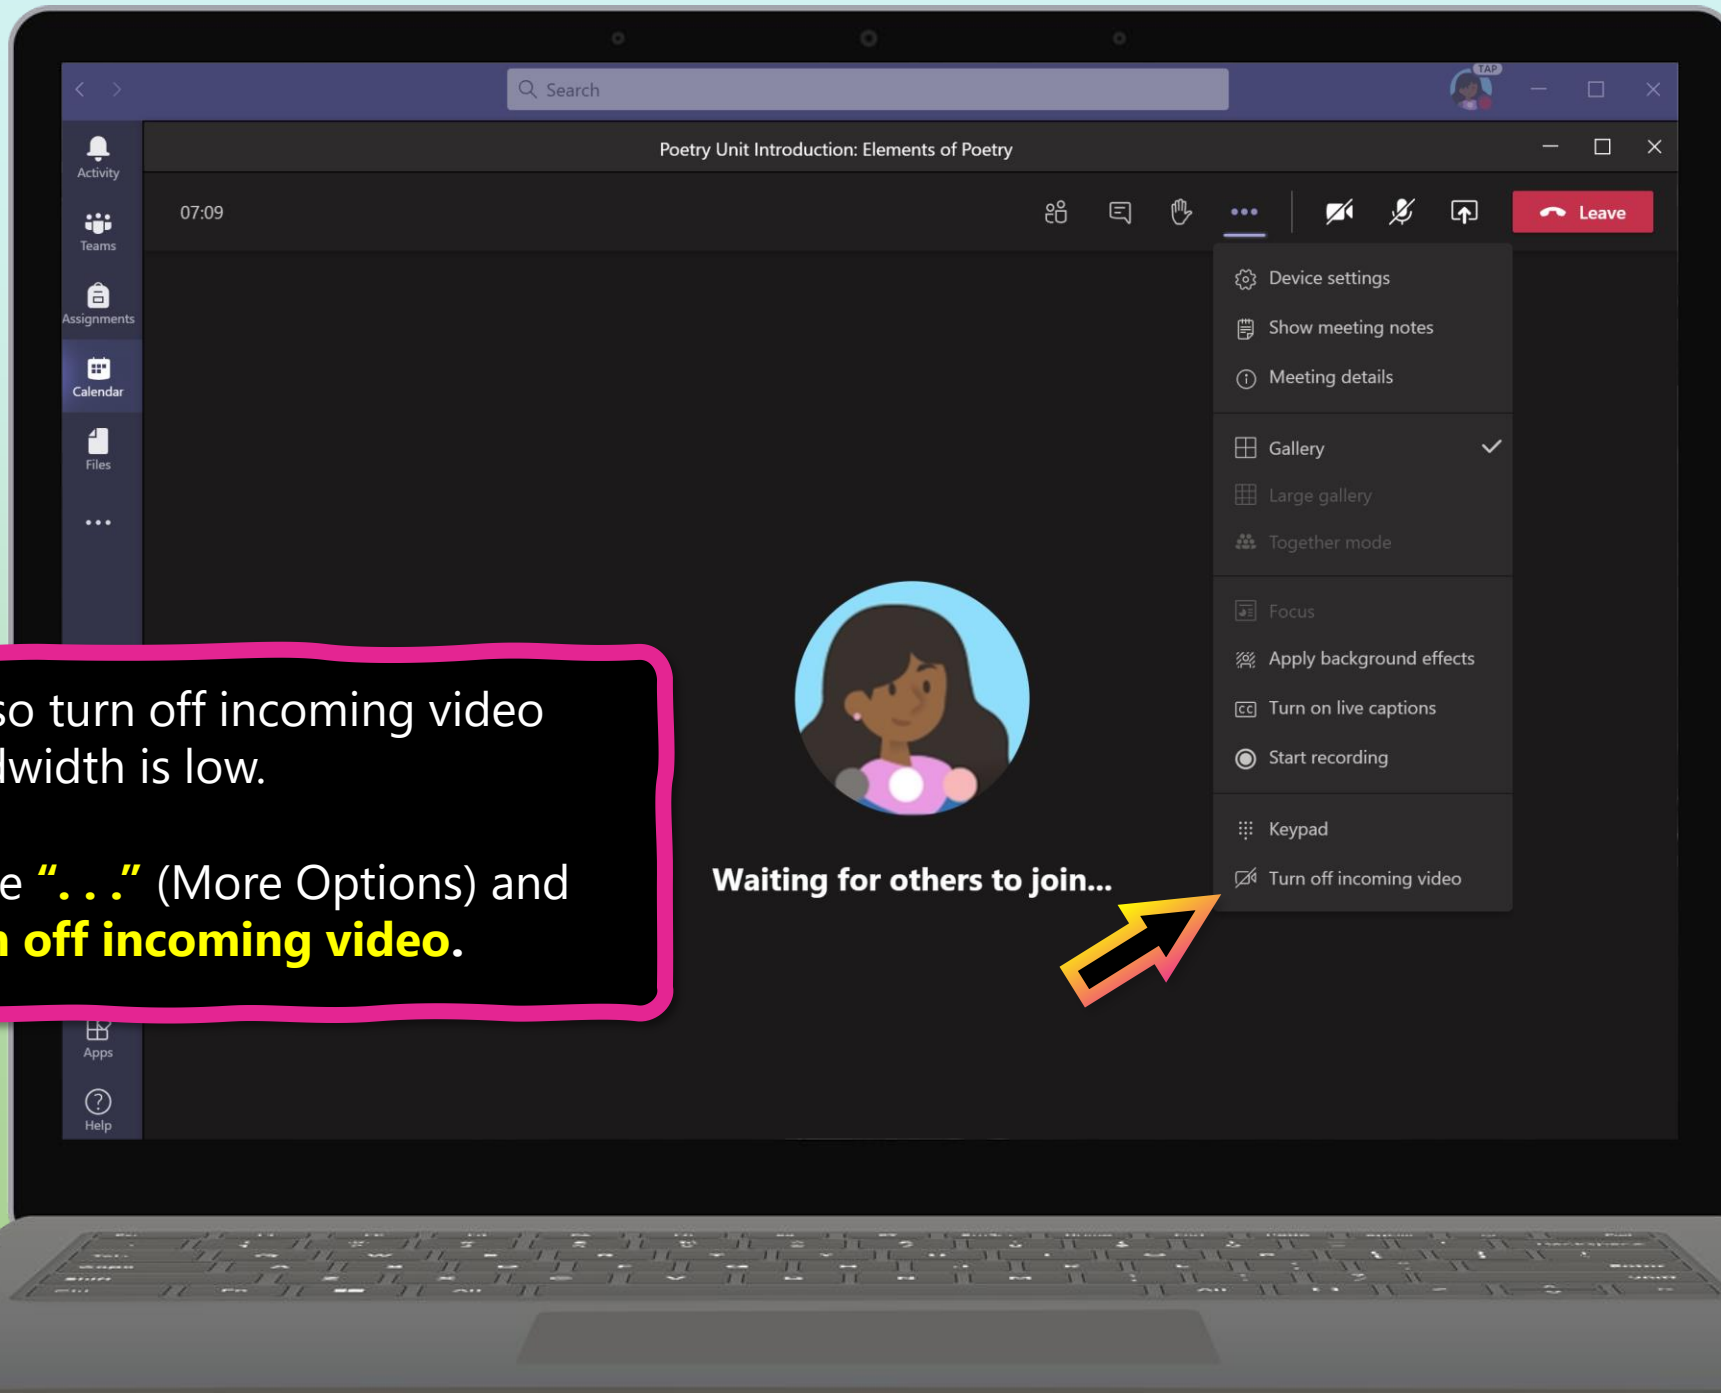 Search
TAP
Activity
Poetry Unit Introduction: Elements of Poetry
Teams
07:09
Leave
Assignments
Calendar
Files
Device settings
Show meeting notes
Meeting details
Gallery
Large gallery
Together mode
Focus
Apply background effects
Turn on live captions
CC
Start recording
Keypad
Turn off incoming video
so turn off incoming video
dwidth is low.
e “. . .” (More Options) and
n off incoming video.
Waiting for others to join...
Apps
Help